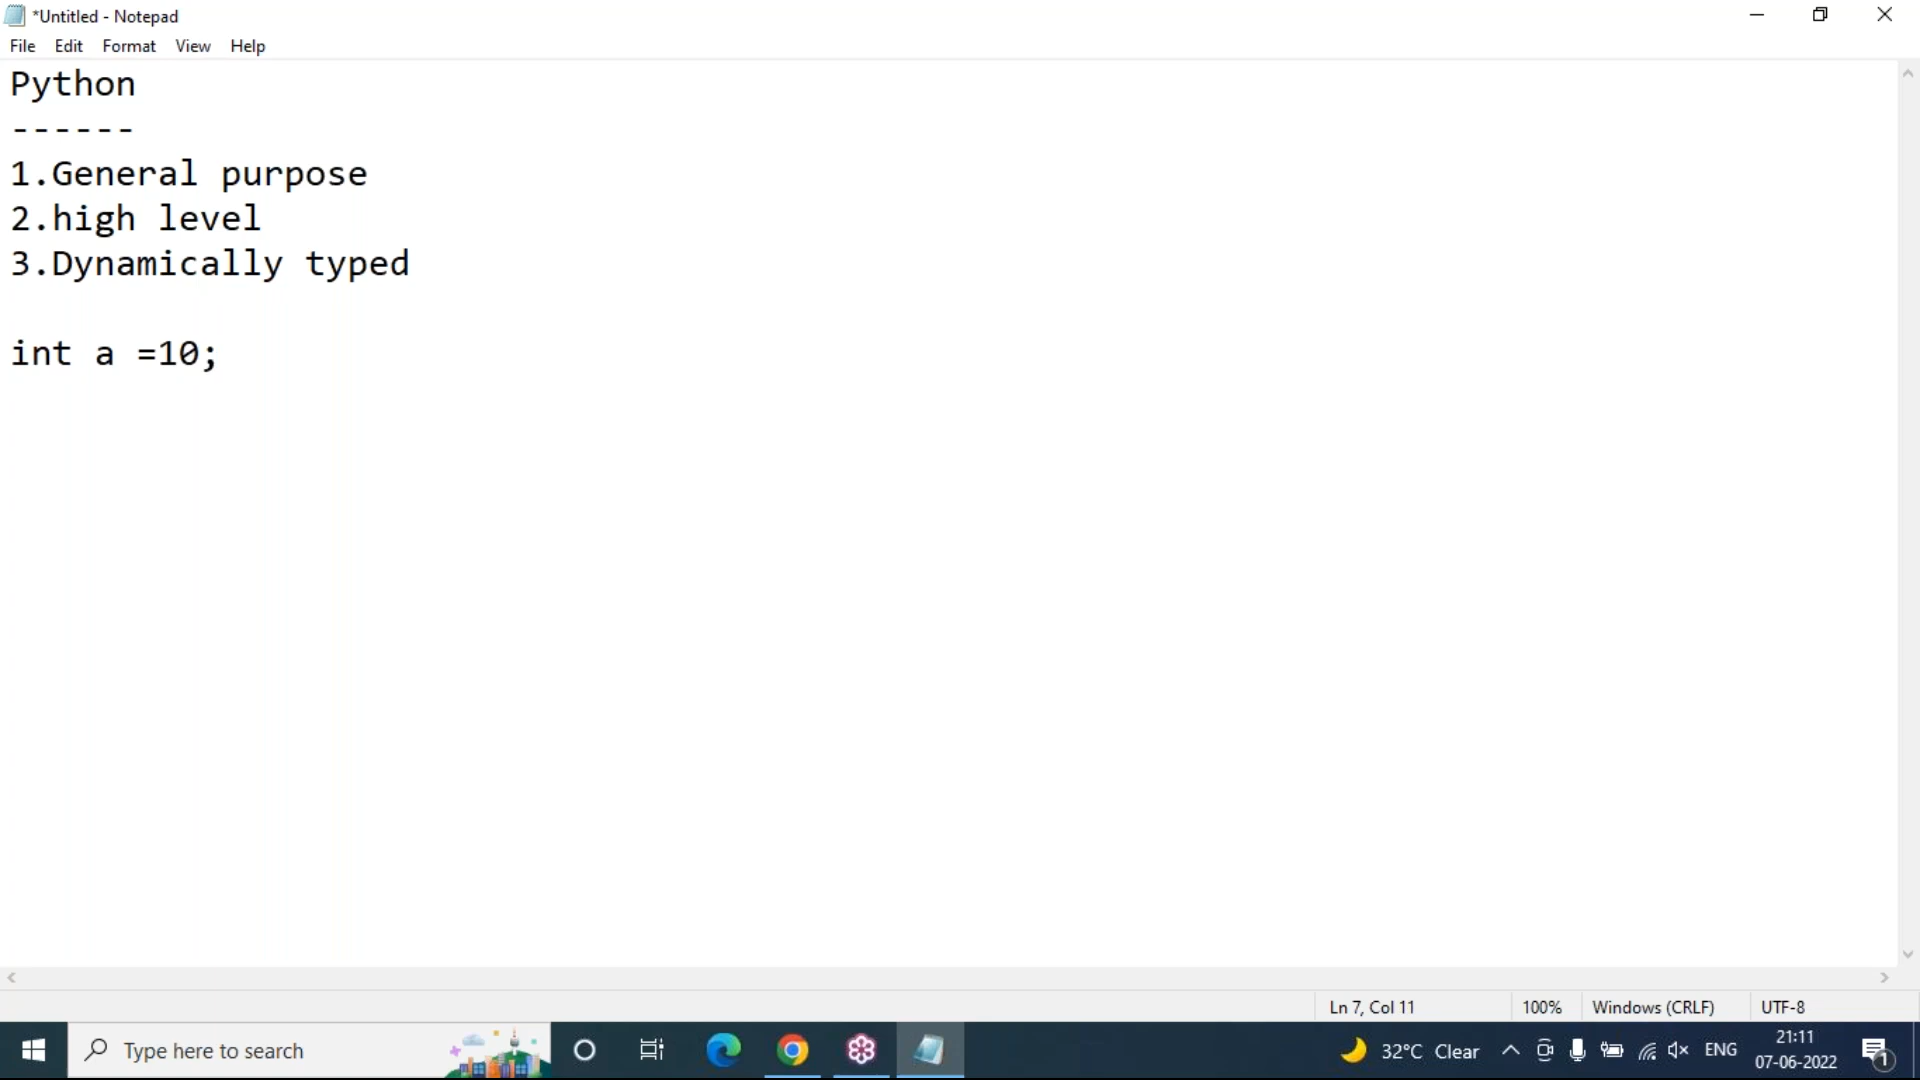 *Untitled - Notepad
File Edit Format View Help
Python
------
1.General purpose
2.high level
3.Dynamically typed
int a =10;
Ln 7, Col 11 100% Windows (CRLF) UTF-8
Type here to search
32°C Clear
ENG
21:11
07-06-2022
1